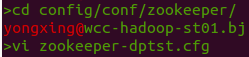 >cd config/conf/zookeeper/
yongxing@wcc-hadoop-st01.bj
>vi zookeeper-dptst.cfg